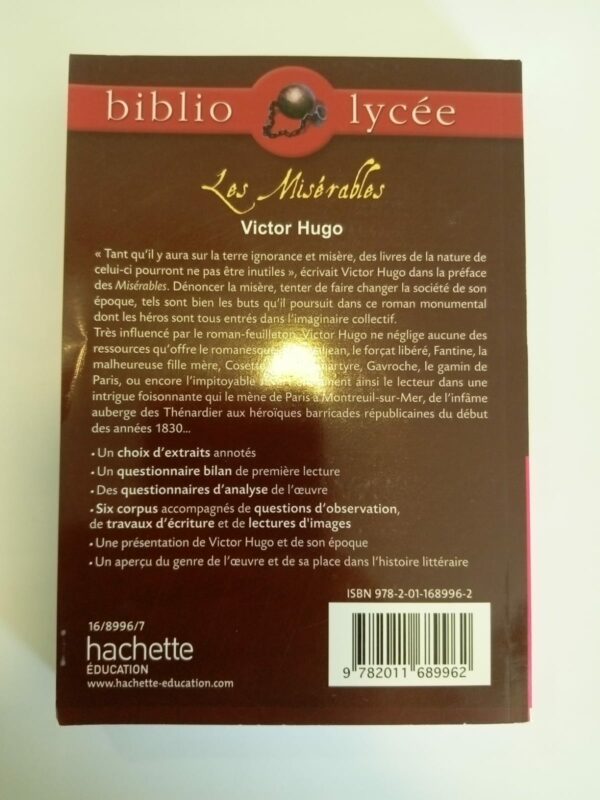 biblio lycée
Les Misérables
Victor Hugo
« Tant qu'il y aura sur la terre ignorance et misère, des livres de la nature de
celui-ci pourront ne pas être inutiles », écrivait Victor Hugo dans la préface
des Misérables. Dénoncer la misère, tenter de faire changer la société de son
époque, tels sont bien les buts qu'il poursuit dans ce roman monumental
dont les héros sont tous entrés dans l'imaginaire collectif.
Très influencé par le roman-feuilleton, Victor Hugo ne néglige aucune des
ressources qu'offre le romanesque le forçat libéré, Fantine, la
malheureuse fille mère, Cosette Gavroche, le gamin de
Paris, ou encore l'impitoyable ainsi le lecteur dans une
intrigue foisonnante qui le mène de Paris à Montreuil-sur-Mer, de l'infâme
auberge des Thénardier aux héroïques barricades républicaines du début
des années 1830...
• Un choix d'extraits annotés
• Un questionnaire bilan de première lecture
• Des questionnaires d'analyse de l'œuvre
• Six corpus accompagnés de questions d'observation,
de travaux d'écriture et de lectures d'images
• Une présentation de Victor Hugo et de son époque
• Un aperçu du genre de l'œuvre et de sa place dans l'histoire littéraire
ISBN 978-2-01-168996-2
16/8996/7
hachette
ÉDUCATION
www.hachette-education.com
9 782011 689962